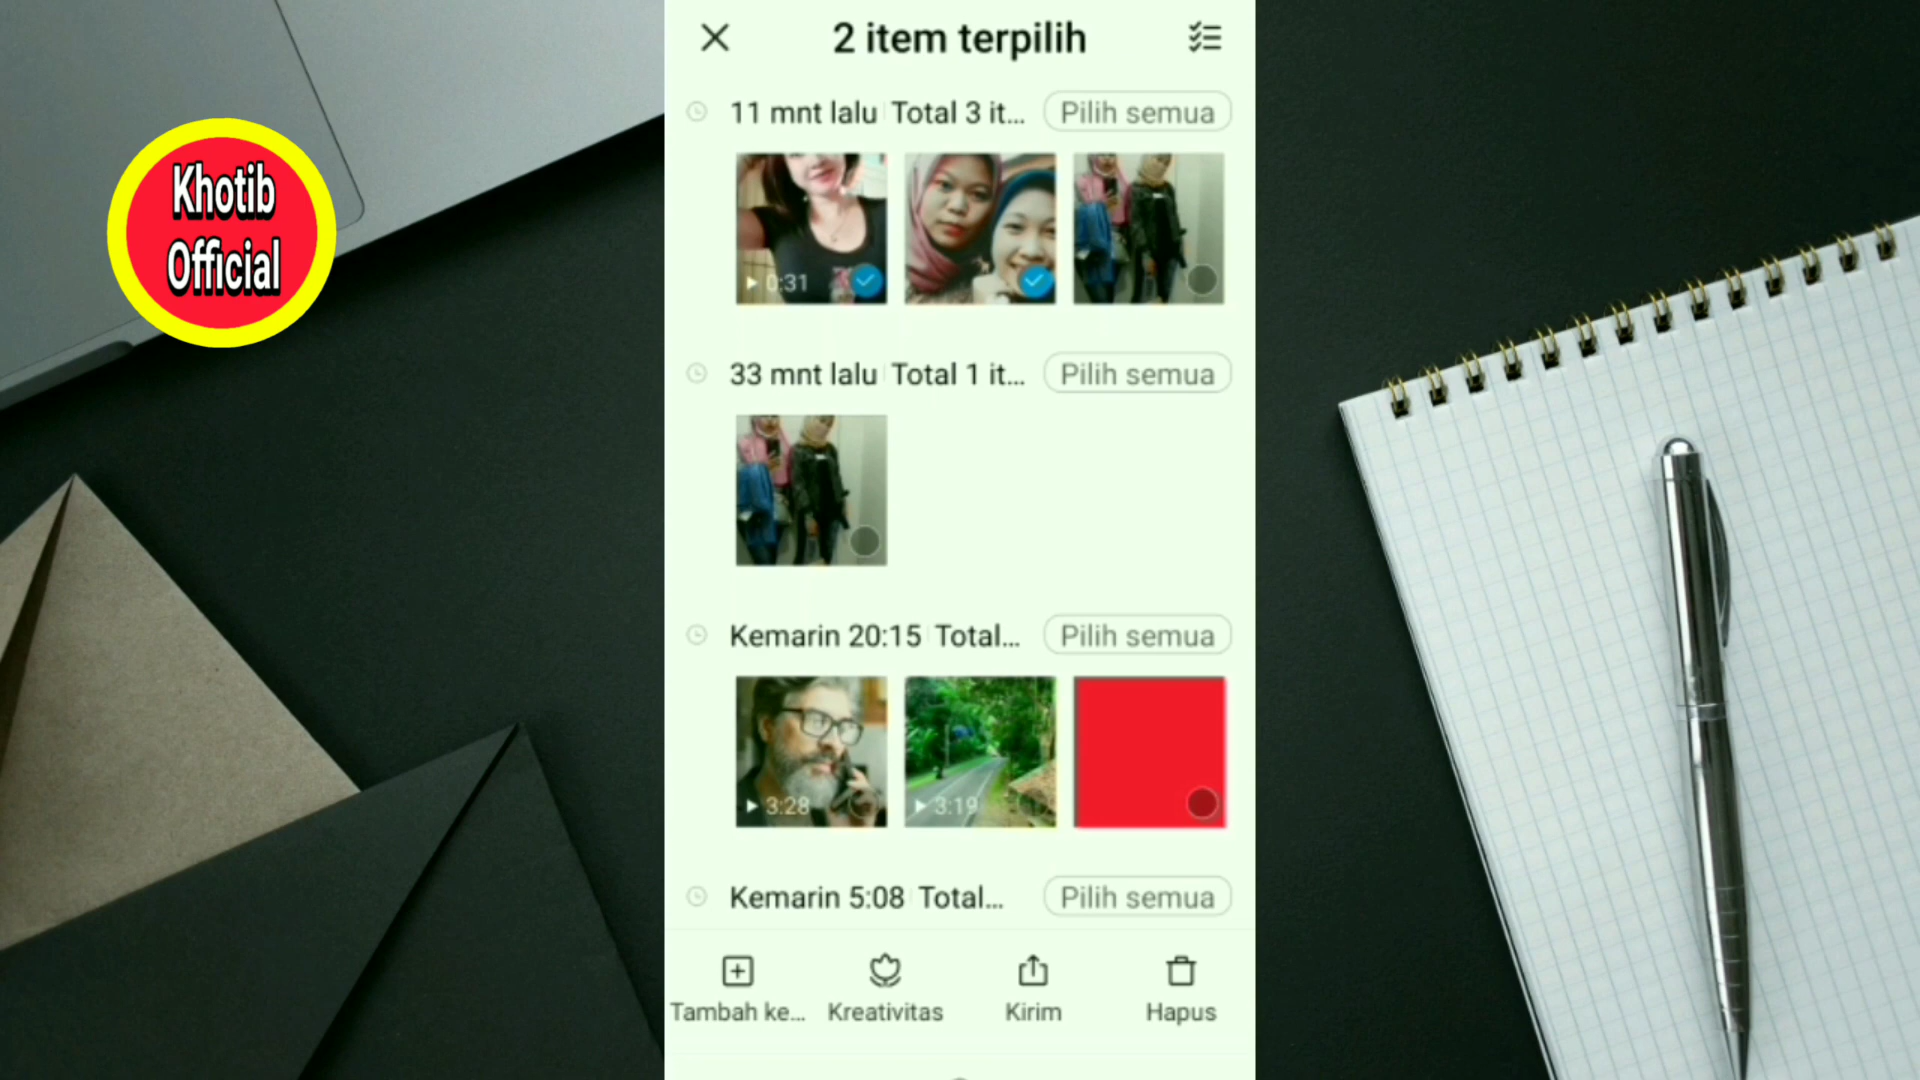 Khotib
Official
2 item terpilih
11 mnt lalu Total 3 it... Pilih semua
0:31
33 mnt lalu Total 1 it... Pilih semua
Kemarin 20:15 Total... Pilih semua
3:28 3:19
Kemarin 5:08 Total... Pilih semua
Tambah ke... Kreativitas Kirim Hapus